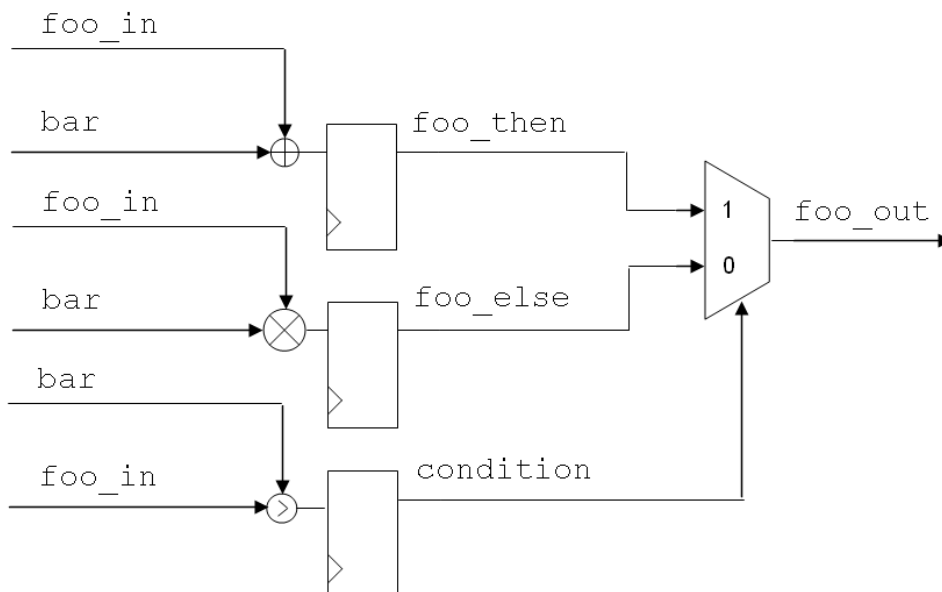 foo_in
bar
foo_then
foo_in
1
foo_out
0
bar
foo_else
bar
foo_in
condition
>